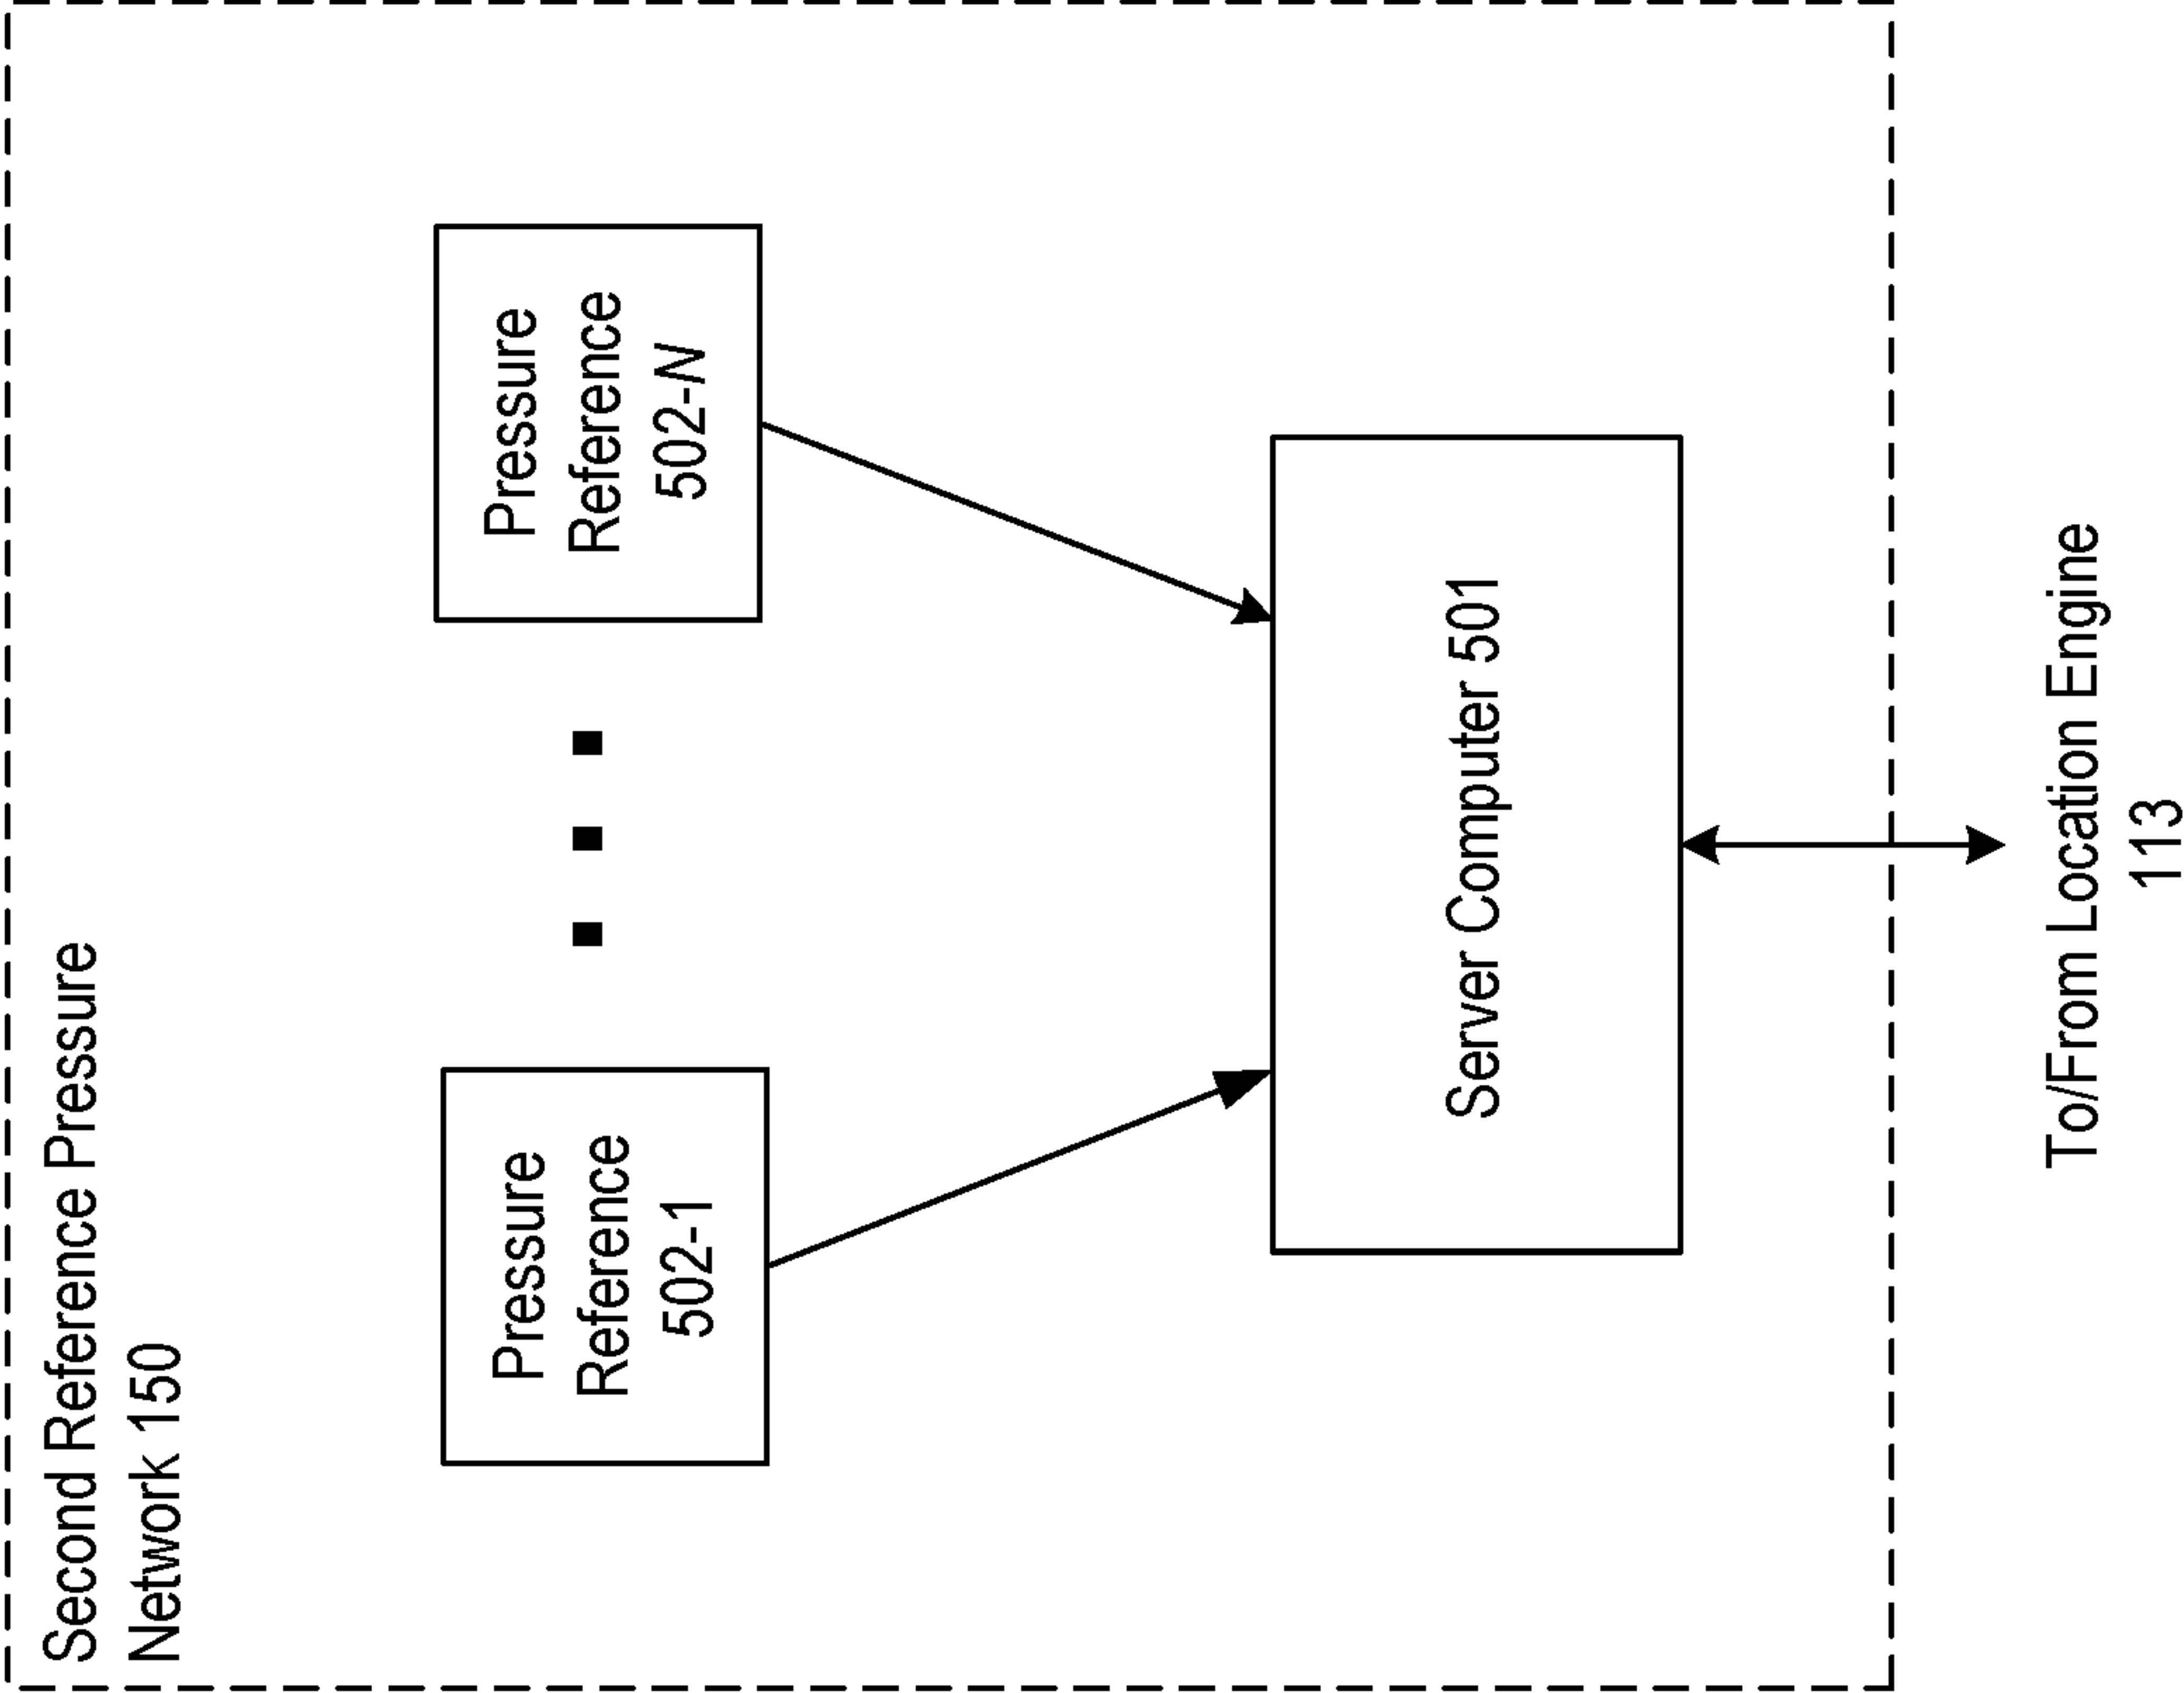 Second Reference Pressure
Network 150
Pressure
Reference
502-1
Pressure
Reference
502-N
Server Computer 501
To/From Location Engine
113